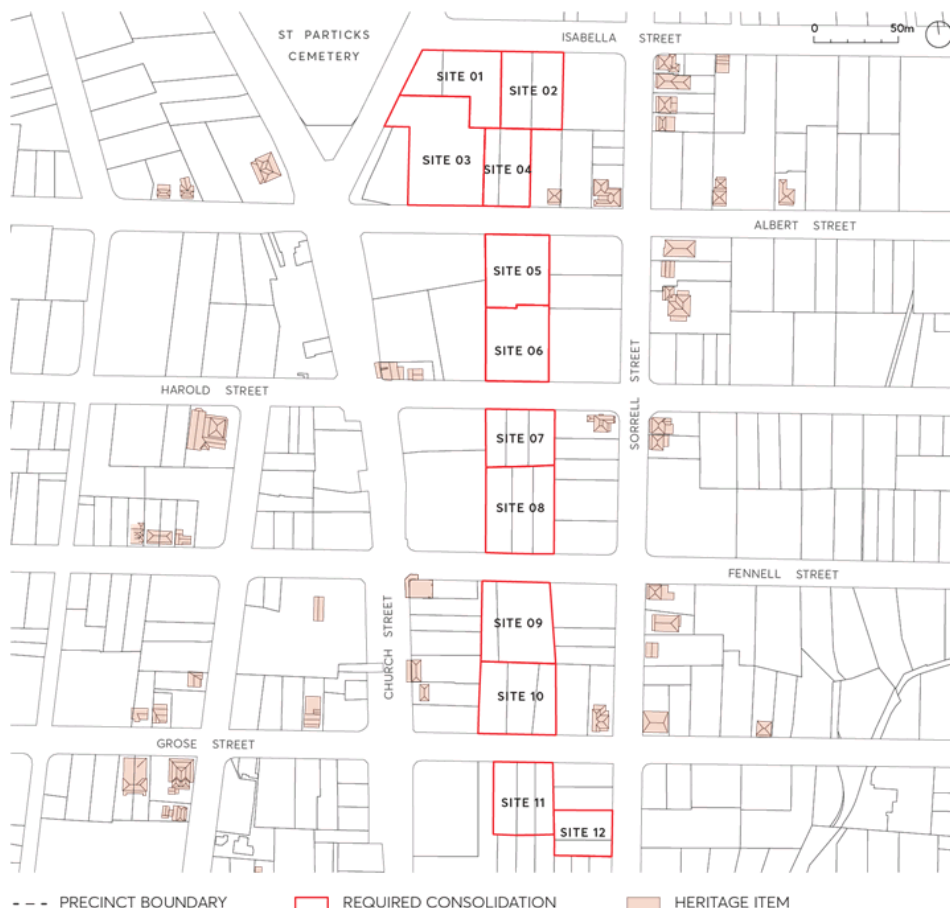 ST PARTICKS
CEMETERY
ISABELLA STREET
0 50m
SITE 01
SITE 02
SITE 03
SITE 04
ALBERT STREET
SITE 05
SITE 06
SORRELL STREET
HAROLD STREET
SITE 07
SITE 08
FENNELL STREET
CHURCH STREET
SITE 09
SITE 10
GROSE STREET
SITE 11
SITE 12
PRECINCT BOUNDARY
REQUIRED CONSOLIDATION
HERITAGE ITEM